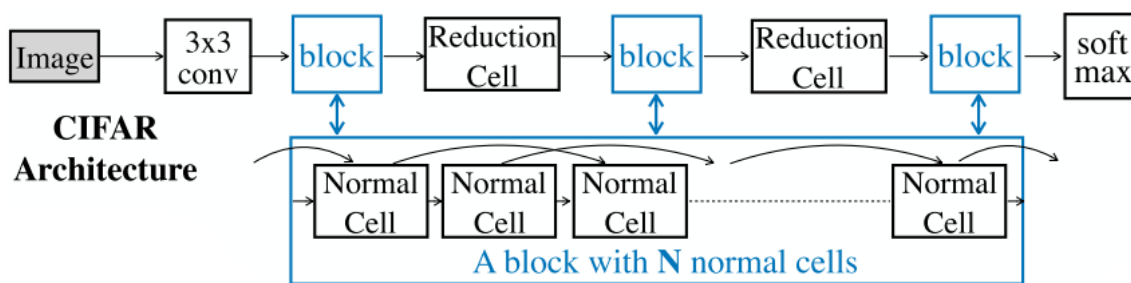 Image
3x3
conv
block
Reduction
Cell
block
Reduction
Cell
block
soft
max
CIFAR
Architecture
Normal
Cell
Normal
Cell
Normal
Cell
Normal
Cell
A block with N normal cells